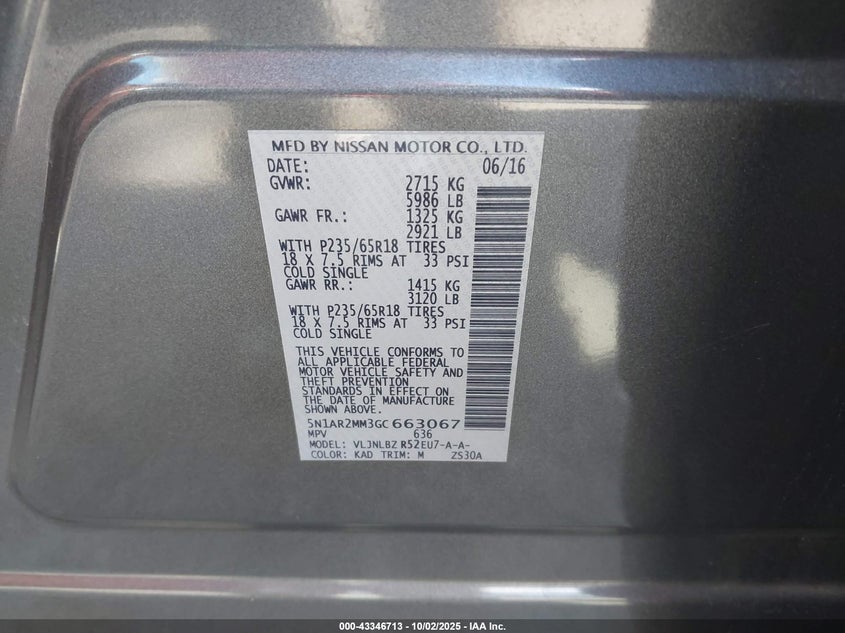 MFD BY NISSAN MOTOR CO., LTD.
DATE: 06/16
GVWR: 2715 KG
5986 LB
GAWR FR.: 1325 KG
2921 LB
WITH P235/65R18 TIRES
18 X 7.5 RIMS AT 33 PSI
COLD SINGLE
GAWR RR.: 1415 KG
3120 LB
WITH P235/65R18 TIRES
18 X 7.5 RIMS AT 33 PSI
COLD SINGLE
THIS VEHICLE CONFORMS TO
ALL APPLICABLE FEDERAL
MOTOR VEHICLE SAFETY AND
THEFT PREVENTION
STANDARDS IN EFFECT ON
THE DATE OF MANUFACTURE
SHOWN ABOVE.
5N1AR2MM3GC663067
MPV 636
MODEL: VLJNLBZ R52EU7-A-A-
COLOR: KAD TRIM: M ZS30A
000-43346713 - 10/02/2025 - IAA Inc.